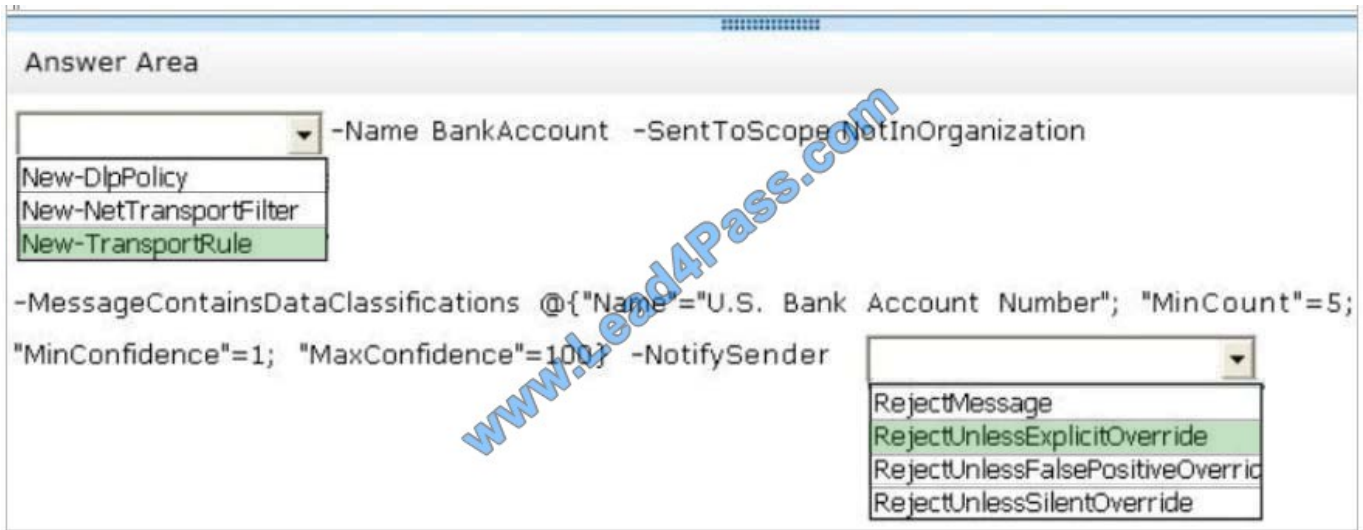 Answer Area
-Name BankAccount -SentToScope NotInOrganization
New-DlpPolicy
New-NetTransportFilter
New-TransportRule
-MessageContainsDataClassifications @{"Name"="U.S. Bank Account Number"; "MinCount"=5;
"MinConfidence"=1; "MaxConfidence"=100} -NotifySender
RejectMessage
RejectUnlessExplicitOverride
RejectUnlessFalsePositiveOverrid
RejectUnlessSilentOverride
www.Lead4Pass.com